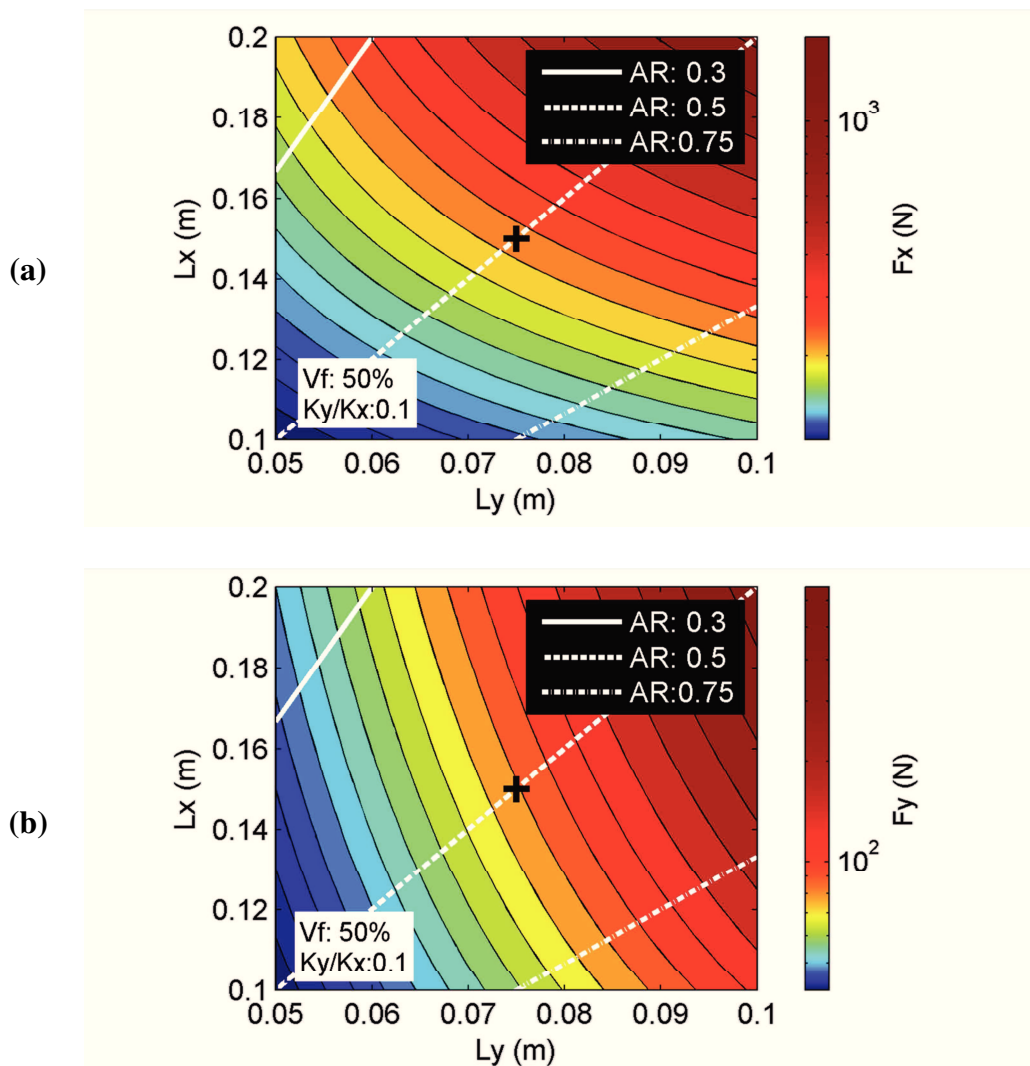 (a)
0.2
0.18
0.16
0.14
0.12
0.1
Lx (m)
AR: 0.3
AR: 0.5
AR:0.75
Vf: 50%
Ky/Kx:0.1
0.05 0.06 0.07 0.08 0.09 0.1
Ly (m)
10^3
Fx (N)
(b)
0.2
0.18
0.16
0.14
0.12
0.1
Lx (m)
AR: 0.3
AR: 0.5
AR:0.75
Vf: 50%
Ky/Kx:0.1
0.05 0.06 0.07 0.08 0.09 0.1
Ly (m)
10^2
Fy (N)